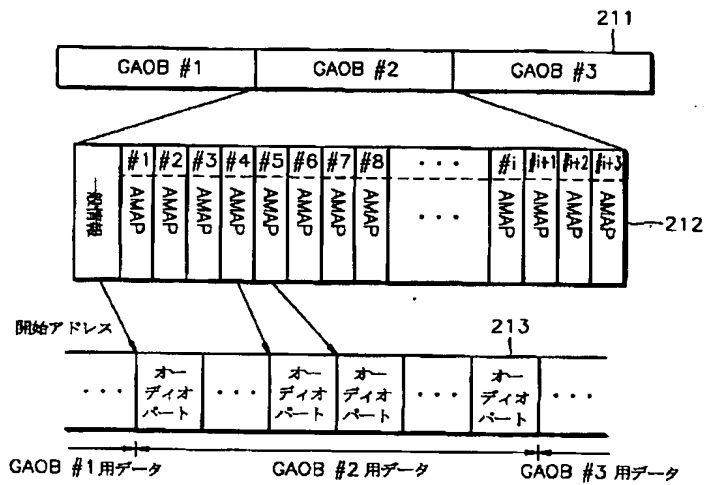 211
GAOB #1 GAOB #2 GAOB #3
#1 #2 #3 #4 #5 #6 #7 #8 ・・・ #i #i+1 #i+2 #i+3
一般情報 AMAP AMAP AMAP AMAP AMAP AMAP AMAP AMAP ・・・ AMAP AMAP AMAP AMAP
212
開始アドレス
213
・・・ オーディオパート ・・・ オーディオパート オーディオパート ・・・ オーディオパート ・・・
GAOB #1用データ GAOB #2用データ GAOB #3用データ